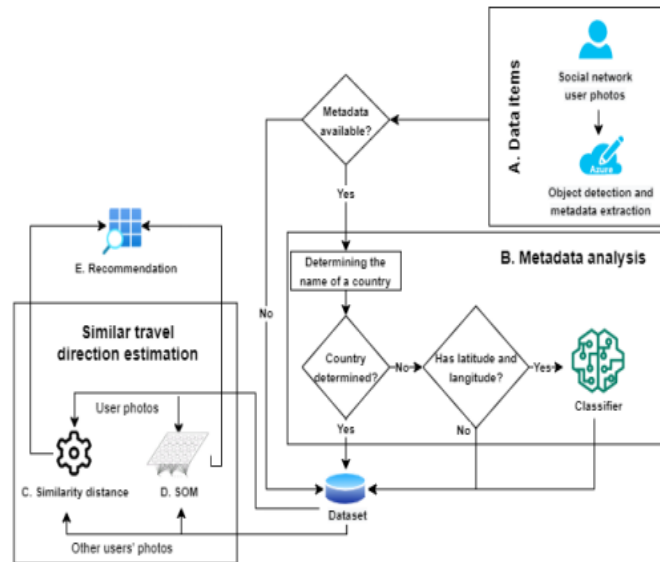 A. Data items
Social network
user photos
Azure
Object detection and
metadata extraction
Metadata
available?
Yes
No
B. Metadata analysis
Determining the
name of a country
Country
determined?
No
Has latitude and
langitude?
Yes
Classifier
Yes
No
Dataset
E. Recommendation
Similar travel
direction estimation
User photos
C. Similarity distance
D. SOM
Other users' photos